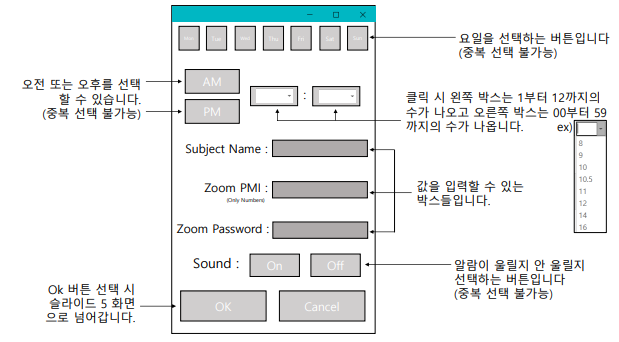 Mon Tue Wed Thu Fri Sat Sun
요일을 선택하는 버튼입니다
(중복 선택 불가능)
오전 또는 오후를 선택
할 수 있습니다.
(중복 선택 불가능)
AM
PM
:
클릭 시 왼쪽 박스는 1부터 12까지의
수가 나오고 오른쪽 박스는 00부터 59
까지의 수가 나옵니다.
ex)
8
9
10
10.5
11
12
14
16
Subject Name :
Zoom PMI :
(Only Numbers)
Zoom Password :
값을 입력할 수 있는
박스들입니다.
Sound :
On
Off
알람이 울릴지 안 울릴지
선택하는 버튼입니다
(중복 선택 불가능)
Ok 버튼 선택 시
슬라이드 5 화면
으로 넘어갑니다.
OK
Cancel